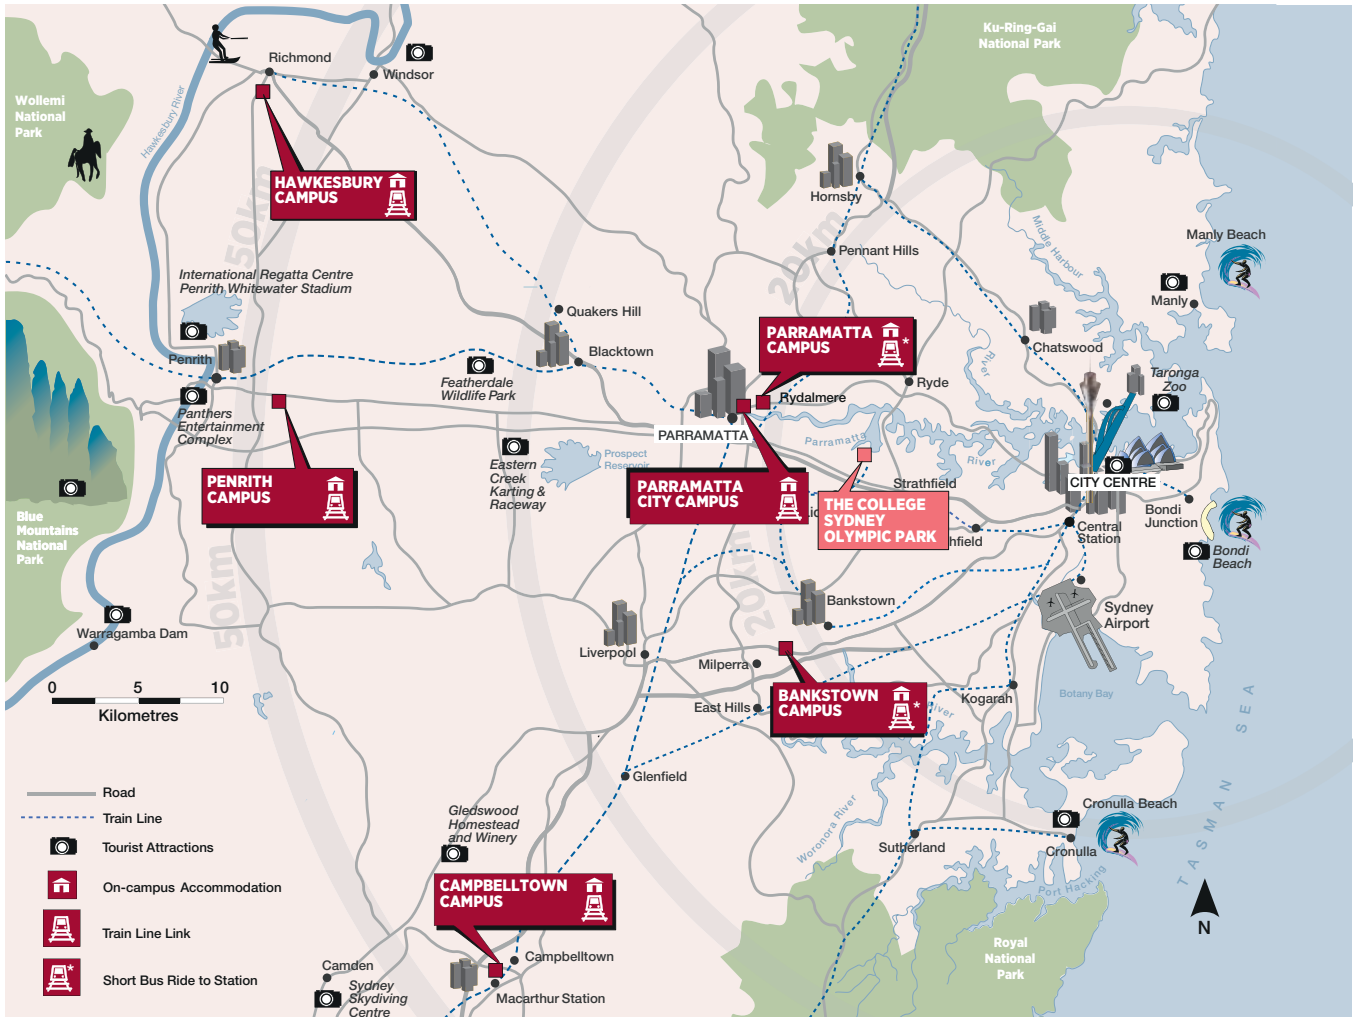 Ku-Ring-Gai
National Park
Richmond
Windsor
Wollemi
National
Park
Hawkesbury River
HAWKESBURY
CAMPUS
50km
Hornsby
20km
Pennant Hills
Middle Harbour
Manly Beach
Manly
International Regatta Centre
Penrith Whitewater Stadium
Quakers Hill
Blacktown
Penrith
Featherdale
Wildlife Park
PARRAMATTA
CAMPUS
*
Chatswood
River
Ryde
Rydalmere
Taronga
Zoo
Panthers
Entertainment
Complex
PARRAMATTA
Parramatta
River
Eastern
Creek
Karting &
Raceway
Prospect
Reservoir
PENRITH
CAMPUS
PARRAMATTA
CITY CAMPUS
Strathfield
THE COLLEGE
SYDNEY
OLYMPIC PARK
hfield
CITY CENTRE
Bondi
Junction
Central
Station
Bondi
Beach
Blue
Mountains
National
Park
50km
20km
Bankstown
Sydney
Airport
Warragamba Dam
Liverpool
Milperra
East Hills
BANKSTOWN
CAMPUS
*
River
Kogarah
Botany Bay
0 5 10
Kilometres
Glenfield
TASMAN SEA
Road
Train Line
Tourist Attractions
On-campus Accommodation
Train Line Link
*
Short Bus Ride to Station
Gledswood
Homestead
and Winery
Woronora River
Sutherland
Cronulla Beach
Cronulla
Port Hacking
CAMPBELLTOWN
CAMPUS
Campbelltown
Macarthur Station
Camden
Sydney
Skydiving
Centre
Royal
National
Park
N